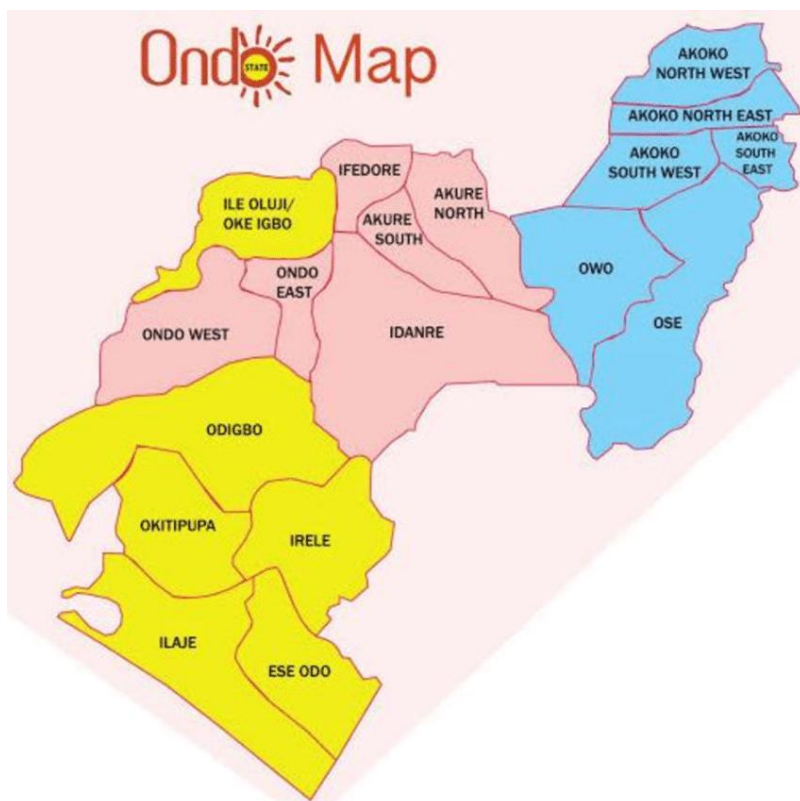 Ondo Map
STATE
AKOKO
NORTH WEST
AKOKO NORTH EAST
AKOKO
SOUTH WEST
AKOKO
SOUTH
EAST
IFEDORE
AKURE
NORTH
AKURE
SOUTH
ILE OLUJI/
OKE IGBO
ONDO
EAST
OWO
OSE
ONDO WEST
IDANRE
ODIGBO
OKITIPUPA
IRELE
ILAJE
ESE ODO